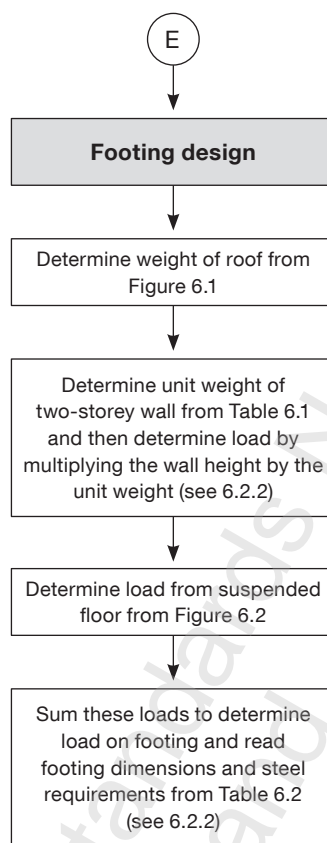 E
Footing design
Determine weight of roof from
Figure 6.1
Determine unit weight of
two-storey wall from Table 6.1
and then determine load by
multiplying the wall height by the
unit weight (see 6.2.2)
Determine load from suspended
floor from Figure 6.2
Sum these loads to determine
load on footing and read
footing dimensions and steel
requirements from Table 6.2
(see 6.2.2)